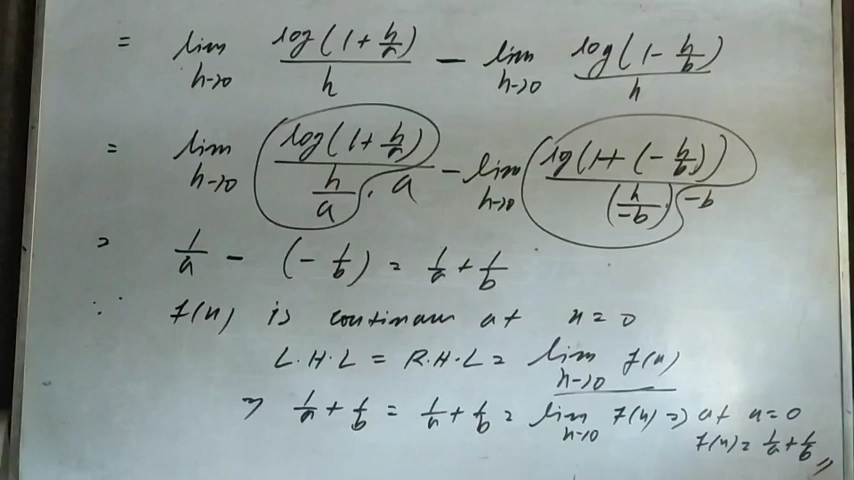 = lim h→0 log(1 + h/a) / h − lim h→0 log(1 − h/b) / h
= lim h→0 log(1 + h/a) / (h/a · a) − lim h→0 log(1 + (−h/b)) / ((h/−b) · −b)
= 1/a − (−1/b) = 1/a + 1/b
∵ f(x) is continuous at x = 0
L.H.L = R.H.L = lim h→0 f(x)
⇒ 1/a + 1/b = 1/a + 1/b = lim x→0 f(x) ⇒ at x = 0
f(x) = 1/a + 1/b //